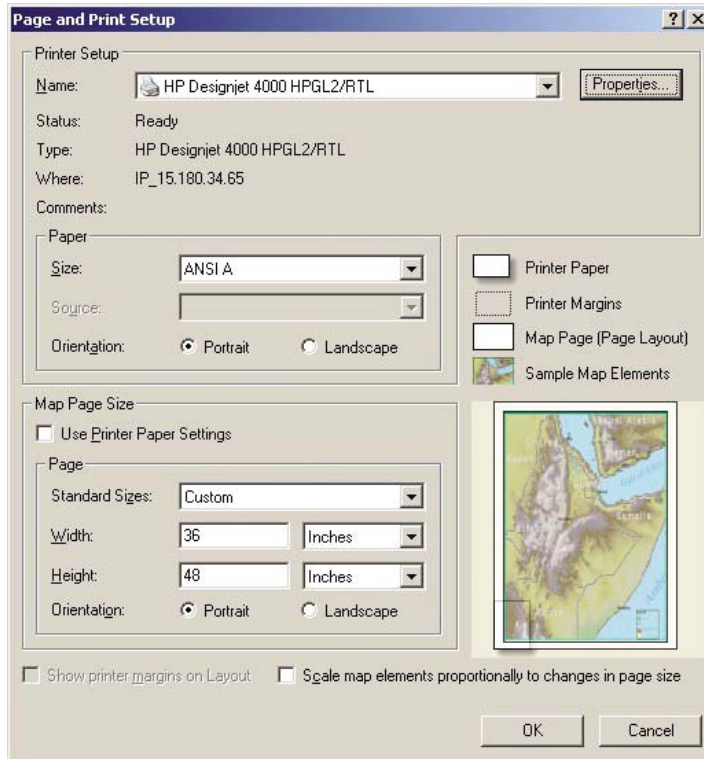 Page and Print Setup
Printer Setup
Name: HP Designjet 4000 HPGL2/RTL Properties...
Status: Ready
Type: HP Designjet 4000 HPGL2/RTL
Where: IP_15.180.34.65
Comments:
Paper
Size: ANSI A
Source:
Orientation: Portrait Landscape
Printer Paper
Printer Margins
Map Page (Page Layout)
Sample Map Elements
Map Page Size
Use Printer Paper Settings
Page
Standard Sizes: Custom
Width: 36 Inches
Height: 48 Inches
Orientation: Portrait Landscape
Somalia
Show printer margins on Layout Scale map elements proportionally to changes in page size
OK Cancel